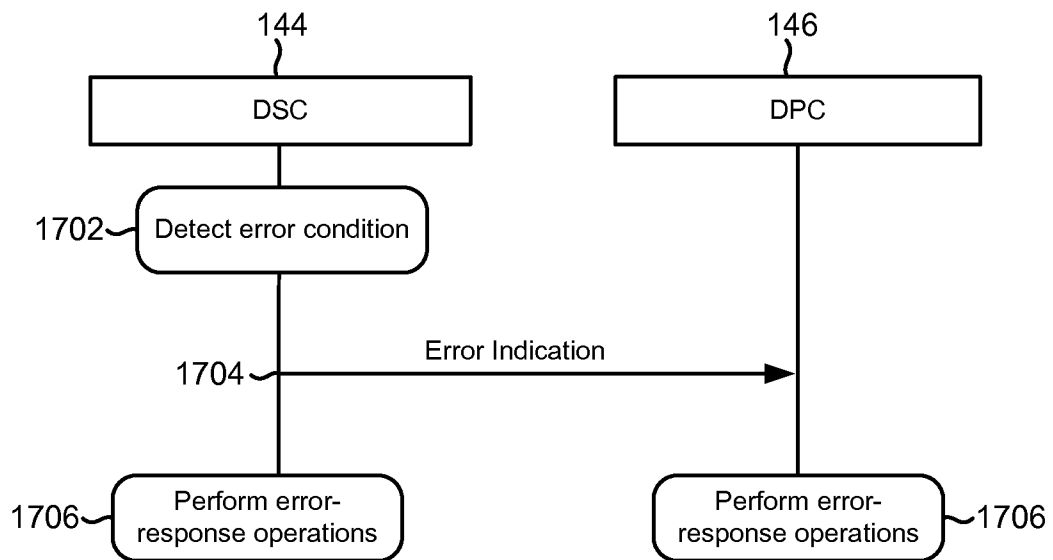 144
146
DSC
DPC
1702
Detect error condition
Error Indication
1704
Perform error-
response operations
1706
Perform error-
response operations
1706